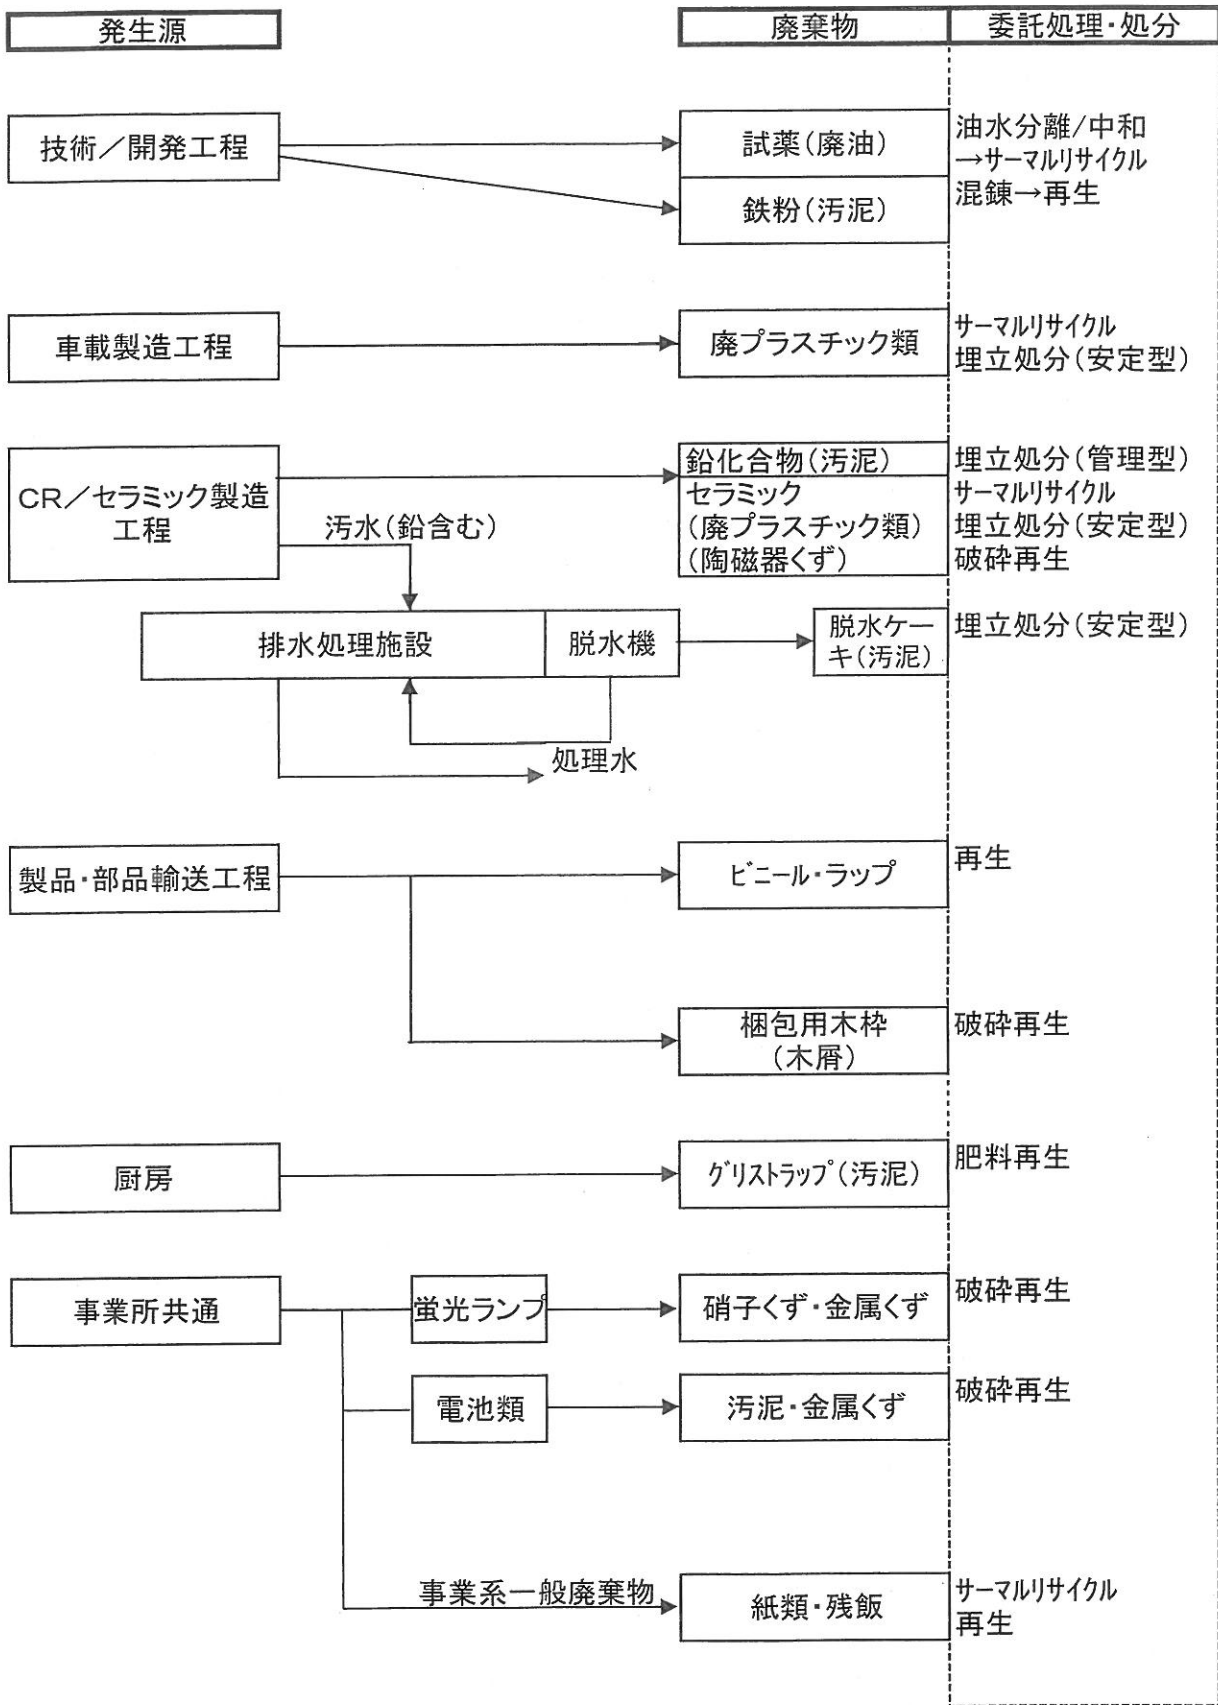 発生源
廃棄物
委託処理・処分
技術／開発工程
試薬（廃油）
油水分離/中和
→サーマルリサイクル
鉄粉（汚泥）
混錬→再生
車載製造工程
廃プラスチック類
サーマルリサイクル
埋立処分（安定型）
CR／セラミック製造
工程
鉛化合物（汚泥）
埋立処分（管理型）
セラミック
（廃プラスチック類）
（陶磁器くず）
サーマルリサイクル
埋立処分（安定型）
破砕再生
汚水（鉛含む）
排水処理施設
脱水機
脱水ケー
キ（汚泥）
埋立処分（安定型）
処理水
製品・部品輸送工程
ビニール・ラップ
再生
梱包用木枠
（木屑）
破砕再生
厨房
グリストラップ（汚泥）
肥料再生
事業所共通
蛍光ランプ
硝子くず・金属くず
破砕再生
電池類
汚泥・金属くず
破砕再生
事業系一般廃棄物
紙類・残飯
サーマルリサイクル
再生